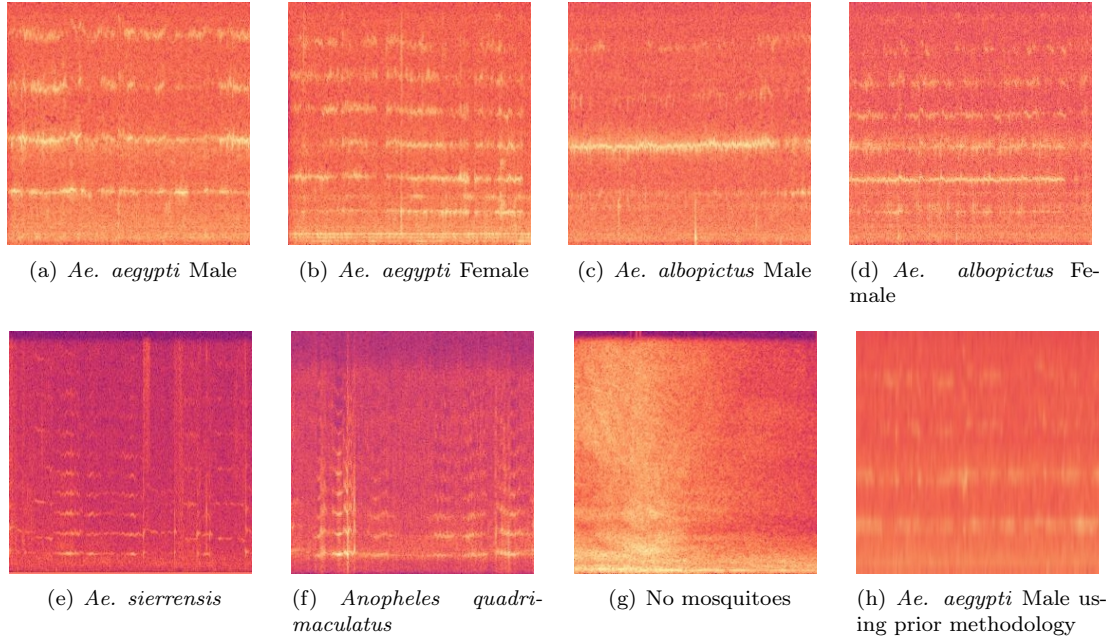 (a) Ae. aegypti Male
(b) Ae. aegypti Female
(c) Ae. albopictus Male
(d) Ae. albopictus Fe-
male
(e) Ae. sierrensis
(f) Anopheles quadri-
maculatus
(g) No mosquitoes
(h) Ae. aegypti Male us-
ing prior methodology